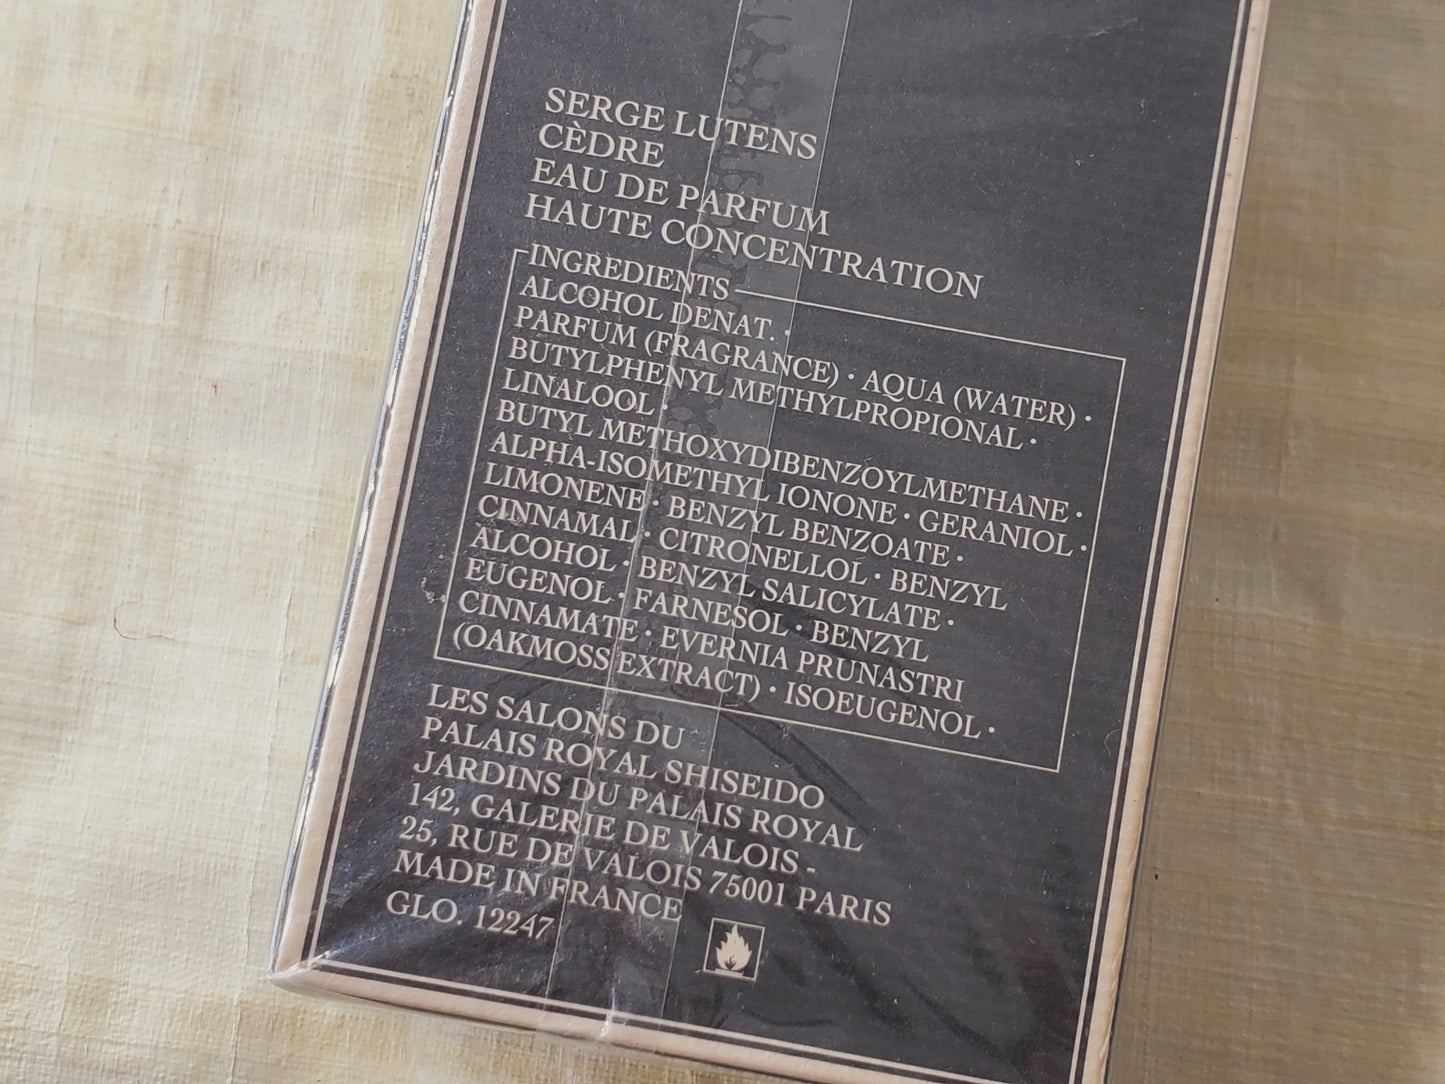 SERGE LUTENS
CÈDRE
EAU DE PARFUM
HAUTE CONCENTRATION
INGREDIENTS
ALCOHOL DENAT. ·
PARFUM (FRAGRANCE) · AQUA (WATER) ·
BUTYLPHENYL METHYLPROPIONAL ·
LINALOOL ·
BUTYL METHOXYDIBENZOYLMETHANE ·
ALPHA-ISOMETHYL IONONE · GERANIOL ·
LIMONENE · BENZYL BENZOATE ·
CINNAMAL · CITRONELLOL · BENZYL
ALCOHOL · BENZYL SALICYLATE ·
EUGENOL · FARNESOL · BENZYL
CINNAMATE · EVERNIA PRUNASTRI
(OAKMOSS EXTRACT) · ISOEUGENOL ·
LES SALONS DU
PALAIS ROYAL SHISEIDO
JARDINS DU PALAIS ROYAL
142, GALERIE DE VALOIS -
25, RUE DE VALOIS 75001 PARIS
MADE IN FRANCE
GLO. 12247